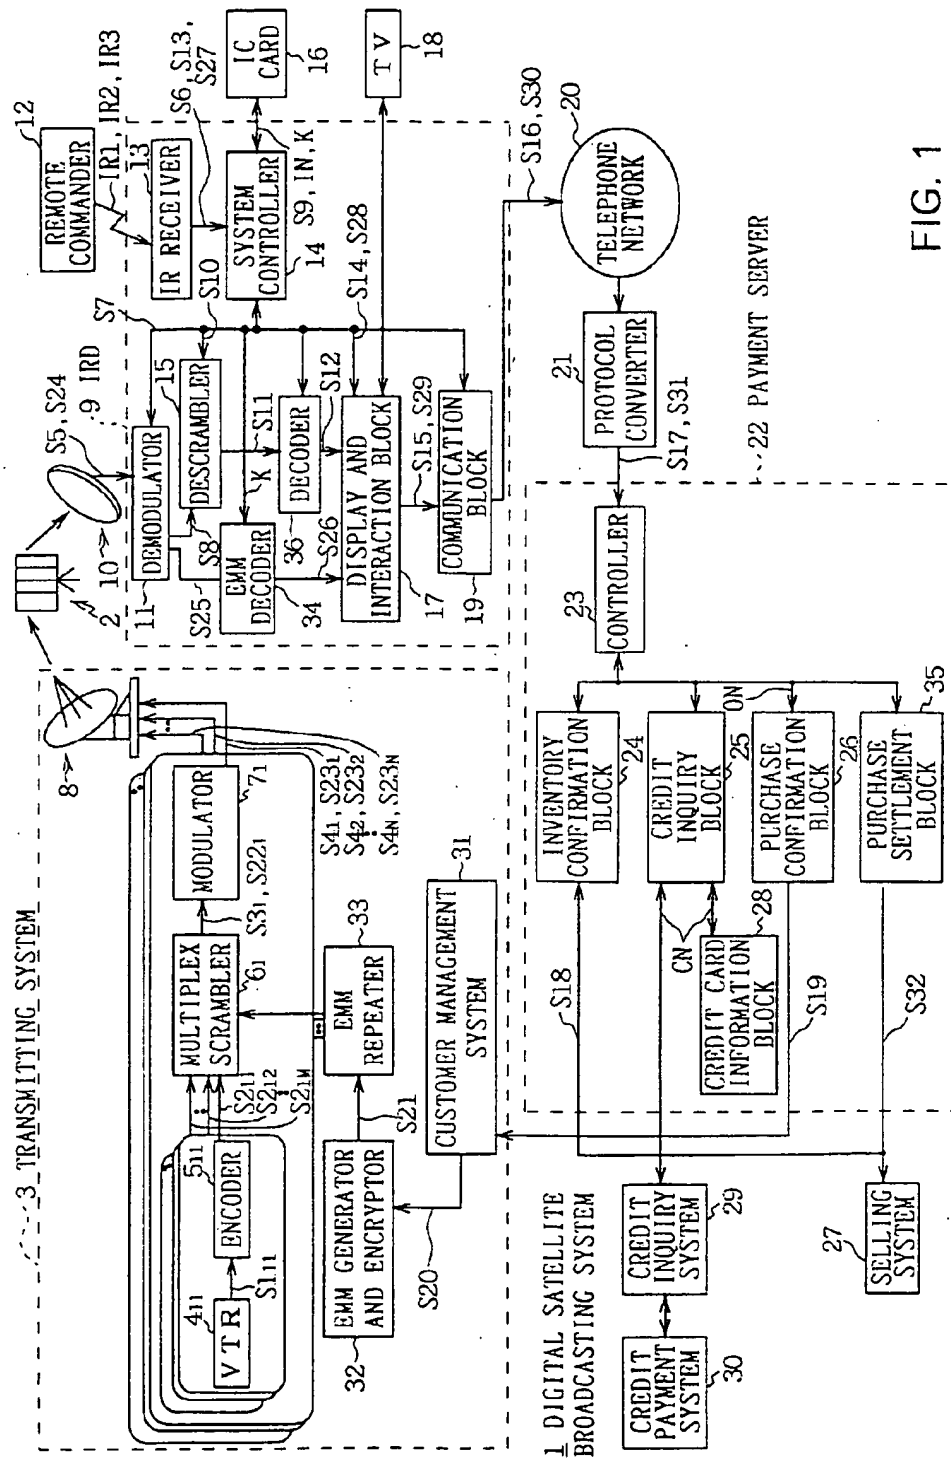 3 TRANSMITTING SYSTEM
4₁₁
VTR
S1₁₁
5₁₁
ENCODER
S2₁₁
S2₁₂
S2₁M
MULTIPLEX
SCRAMBLER
6₁
S3₁, S22₁
MODULATOR
7₁
8
S4₁, S23₁
S4₂, S23₂
S4N, S23N
EMM GENERATOR
AND ENCRYPTOR
32
S21
EMM
REPEATER
33
S20
CUSTOMER MANAGEMENT
SYSTEM
31
2
10
S5, S24
9 IRD
REMOTE
COMMANDER
12
IR1, IR2, IR3
IR RECEIVER
13
S6, S13,
S27
SYSTEM
CONTROLLER
14
S9, IN, K
IC
CARD
16
DEMODULATOR
11
S7
S8
S25
DESCRAMBLER
15
S10
S11
EMM
DECODER
34
K
S26
DECODER
36
S12
DISPLAY AND
INTERACTION BLOCK
17
S14, S28
TV
18
S15, S29
COMMUNICATION
BLOCK
19
S16, S30
TELEPHONE
NETWORK
20
PROTOCOL
CONVERTER
21
S17, S31
22 PAYMENT SERVER
CONTROLLER
23
INVENTORY
CONFIRMATION
BLOCK
24
CREDIT
INQUIRY
BLOCK
25
ON
PURCHASE
CONFIRMATION
BLOCK
26
PURCHASE
SETTLEMENT
BLOCK
35
CN
CREDIT CARD
INFORMATION
BLOCK
28
S18
S19
S32
1 DIGITAL SATELLITE
BROADCASTING SYSTEM
CREDIT
INQUIRY
SYSTEM
29
CREDIT
PAYMENT
SYSTEM
30
SELLING
SYSTEM
27
FIG. 1